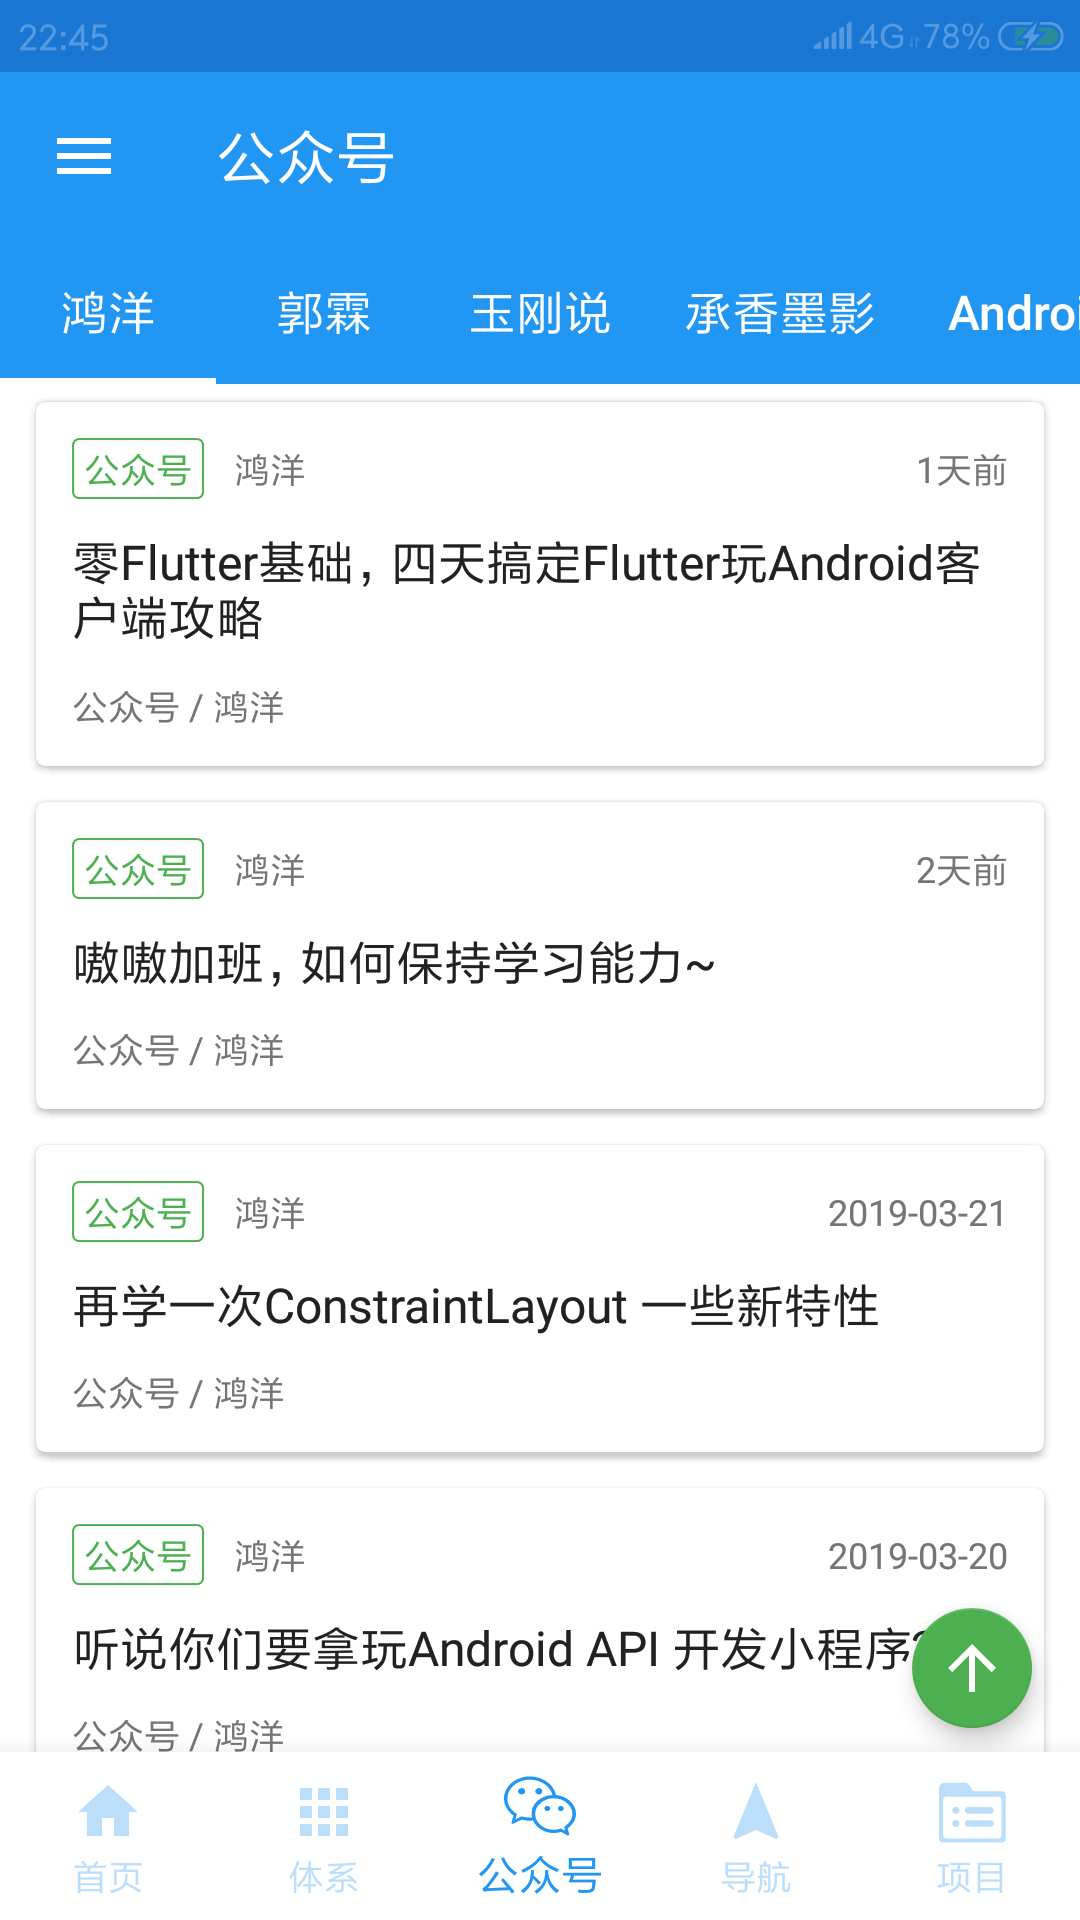 22:45 4G 78%
公众号
鸿洋 郭霖 玉刚说 承香墨影 Androi
公众号 鸿洋 1天前
零Flutter基础，四天搞定Flutter玩Android客
户端攻略
公众号 / 鸿洋
公众号 鸿洋 2天前
嗷嗷加班，如何保持学习能力~
公众号 / 鸿洋
公众号 鸿洋 2019-03-21
再学一次ConstraintLayout 一些新特性
公众号 / 鸿洋
公众号 鸿洋 2019-03-20
听说你们要拿玩Android API 开发小程序?
公众号 / 鸿洋
首页 体系 公众号 导航 项目